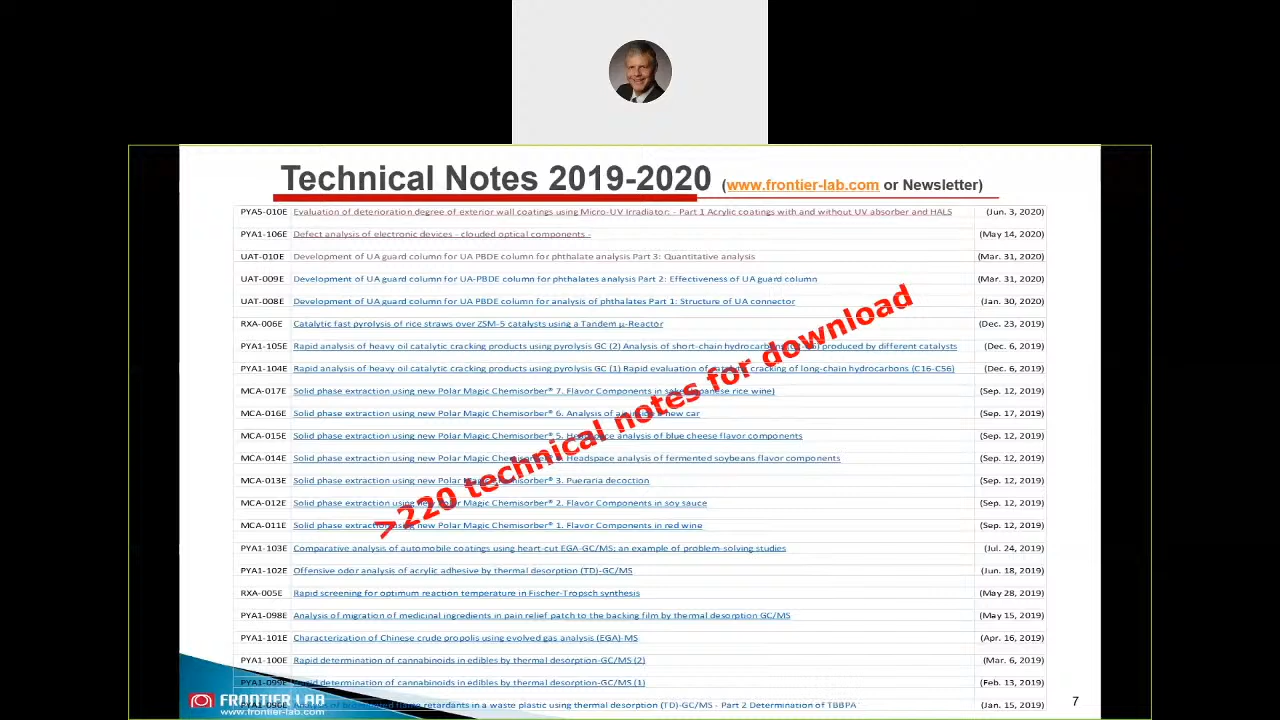 Technical Notes 2019-2020 (www.frontier-lab.com or Newsletter)
PYA5-010E Evaluation of deterioration degree of exterior wall coatings using Micro-UV Irradiator: - Part 1 Acrylic coatings with and without UV absorber and HALS (Jun. 3, 2020)
PYA1-106E Defect analysis of electronic devices - clouded optical components - (May 14, 2020)
UAT-010E Development of UA guard column for UA PBDE column for phthalate analysis Part 3: Quantitative analysis (Mar. 31, 2020)
UAT-009E Development of UA guard column for UA-PBDE column for phthalates analysis Part 2: Effectiveness of UA guard column (Mar. 31, 2020)
UAT-008E Development of UA guard column for UA PBDE column for analysis of phthalates Part 1: Structure of UA connector (Jan. 30, 2020)
RXA-006E Catalytic fast pyrolysis of rice straws over ZSM-5 catalysts using a Tandem μ-Reactor (Dec. 23, 2019)
PYA1-105E Rapid analysis of heavy oil catalytic cracking products using pyrolysis GC (2) Analysis of short-chain hydrocarbons produced by different catalysts (Dec. 6, 2019)
PYA1-104E Rapid analysis of heavy oil catalytic cracking products using pyrolysis GC (1) Rapid evaluation of catalytic cracking of long-chain hydrocarbons (C16-C56) (Dec. 6, 2019)
MCA-017E Solid phase extraction using new Polar Magic Chemisorber® 7. Flavor Components in sake (Japanese rice wine) (Sep. 12, 2019)
MCA-016E Solid phase extraction using new Polar Magic Chemisorber® 6. Analysis of air inside a new car (Sep. 17, 2019)
MCA-015E Solid phase extraction using new Polar Magic Chemisorber® 5. Headspace analysis of blue cheese flavor components (Sep. 12, 2019)
MCA-014E Solid phase extraction using new Polar Magic Chemisorber® Headspace analysis of fermented soybeans flavor components (Sep. 12, 2019)
MCA-013E Solid phase extraction using new Polar Magic Chemisorber® 3. Pueraria decoction (Sep. 12, 2019)
MCA-012E Solid phase extraction using new Polar Magic Chemisorber® 2. Flavor Components in soy sauce (Sep. 12, 2019)
MCA-011E Solid phase extraction using new Polar Magic Chemisorber® 1. Flavor Components in red wine (Sep. 12, 2019)
>220 technical notes for download
PYA1-103E Comparative analysis of automobile coatings using heart-cut EGA-GC/MS: an example of problem-solving studies (Jul. 24, 2019)
PYA1-102E Offensive odor analysis of acrylic adhesive by thermal desorption (TD)-GC/MS (Jun. 18, 2019)
RXA-005E Rapid screening for optimum reaction temperature in Fischer-Tropsch synthesis (May 28, 2019)
PYA1-098E Analysis of migration of medicinal ingredients in pain relief patch to the backing film by thermal desorption GC/MS (May 15, 2019)
PYA1-101E Characterization of Chinese crude propolis using evolved gas analysis (EGA)-MS (Apr. 16, 2019)
PYA1-100E Rapid determination of cannabinoids in edibles by thermal desorption-GC/MS (2) (Mar. 6, 2019)
PYA1-099E Rapid determination of cannabinoids in edibles by thermal desorption-GC/MS (1) (Feb. 13, 2019)
PYA1-096E Analysis of brominated flame retardants in a waste plastic using thermal desorption (TD)-GC/MS - Part 2 Determination of TBBPA (Jan. 15, 2019)
FRONTIER LAB
www.frontier-lab.com
7